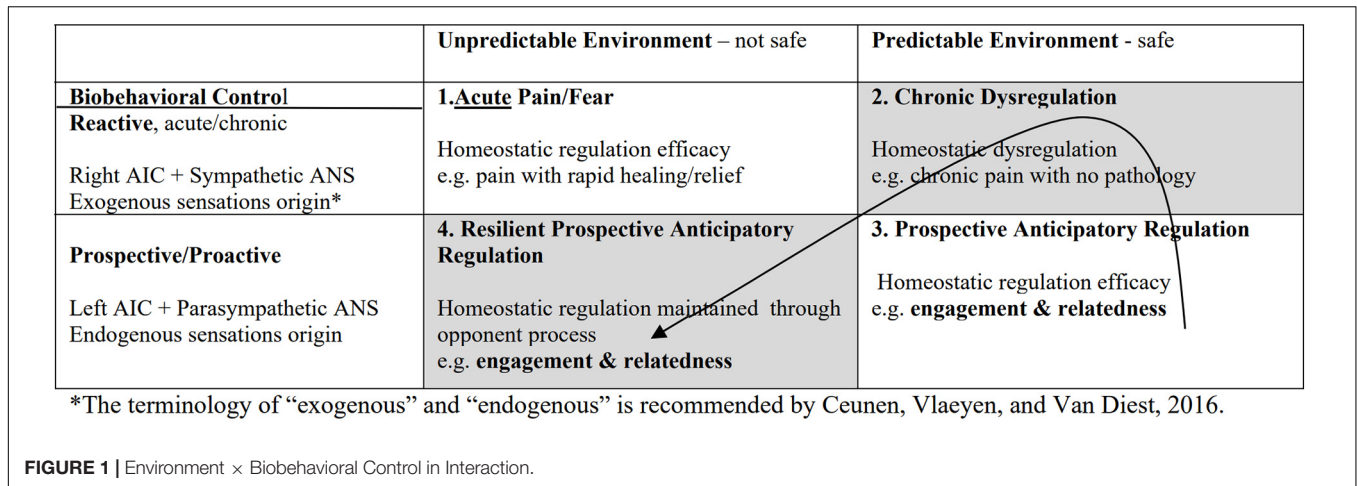 Unpredictable Environment – not safe
Predictable Environment - safe
Biobehavioral Control
Reactive, acute/chronic
Right AIC + Sympathetic ANS
Exogenous sensations origin*
1.Acute Pain/Fear
Homeostatic regulation efficacy
e.g. pain with rapid healing/relief
2. Chronic Dysregulation
Homeostatic dysregulation
e.g. chronic pain with no pathology
Prospective/Proactive
Left AIC + Parasympathetic ANS
Endogenous sensations origin
4. Resilient Prospective Anticipatory
Regulation
Homeostatic regulation maintained through
opponent process
e.g. engagement & relatedness
3. Prospective Anticipatory Regulation
Homeostatic regulation efficacy
e.g. engagement & relatedness
*The terminology of “exogenous” and “endogenous” is recommended by Ceunen, Vlaeyen, and Van Diest, 2016.
FIGURE 1 | Environment × Biobehavioral Control in Interaction.